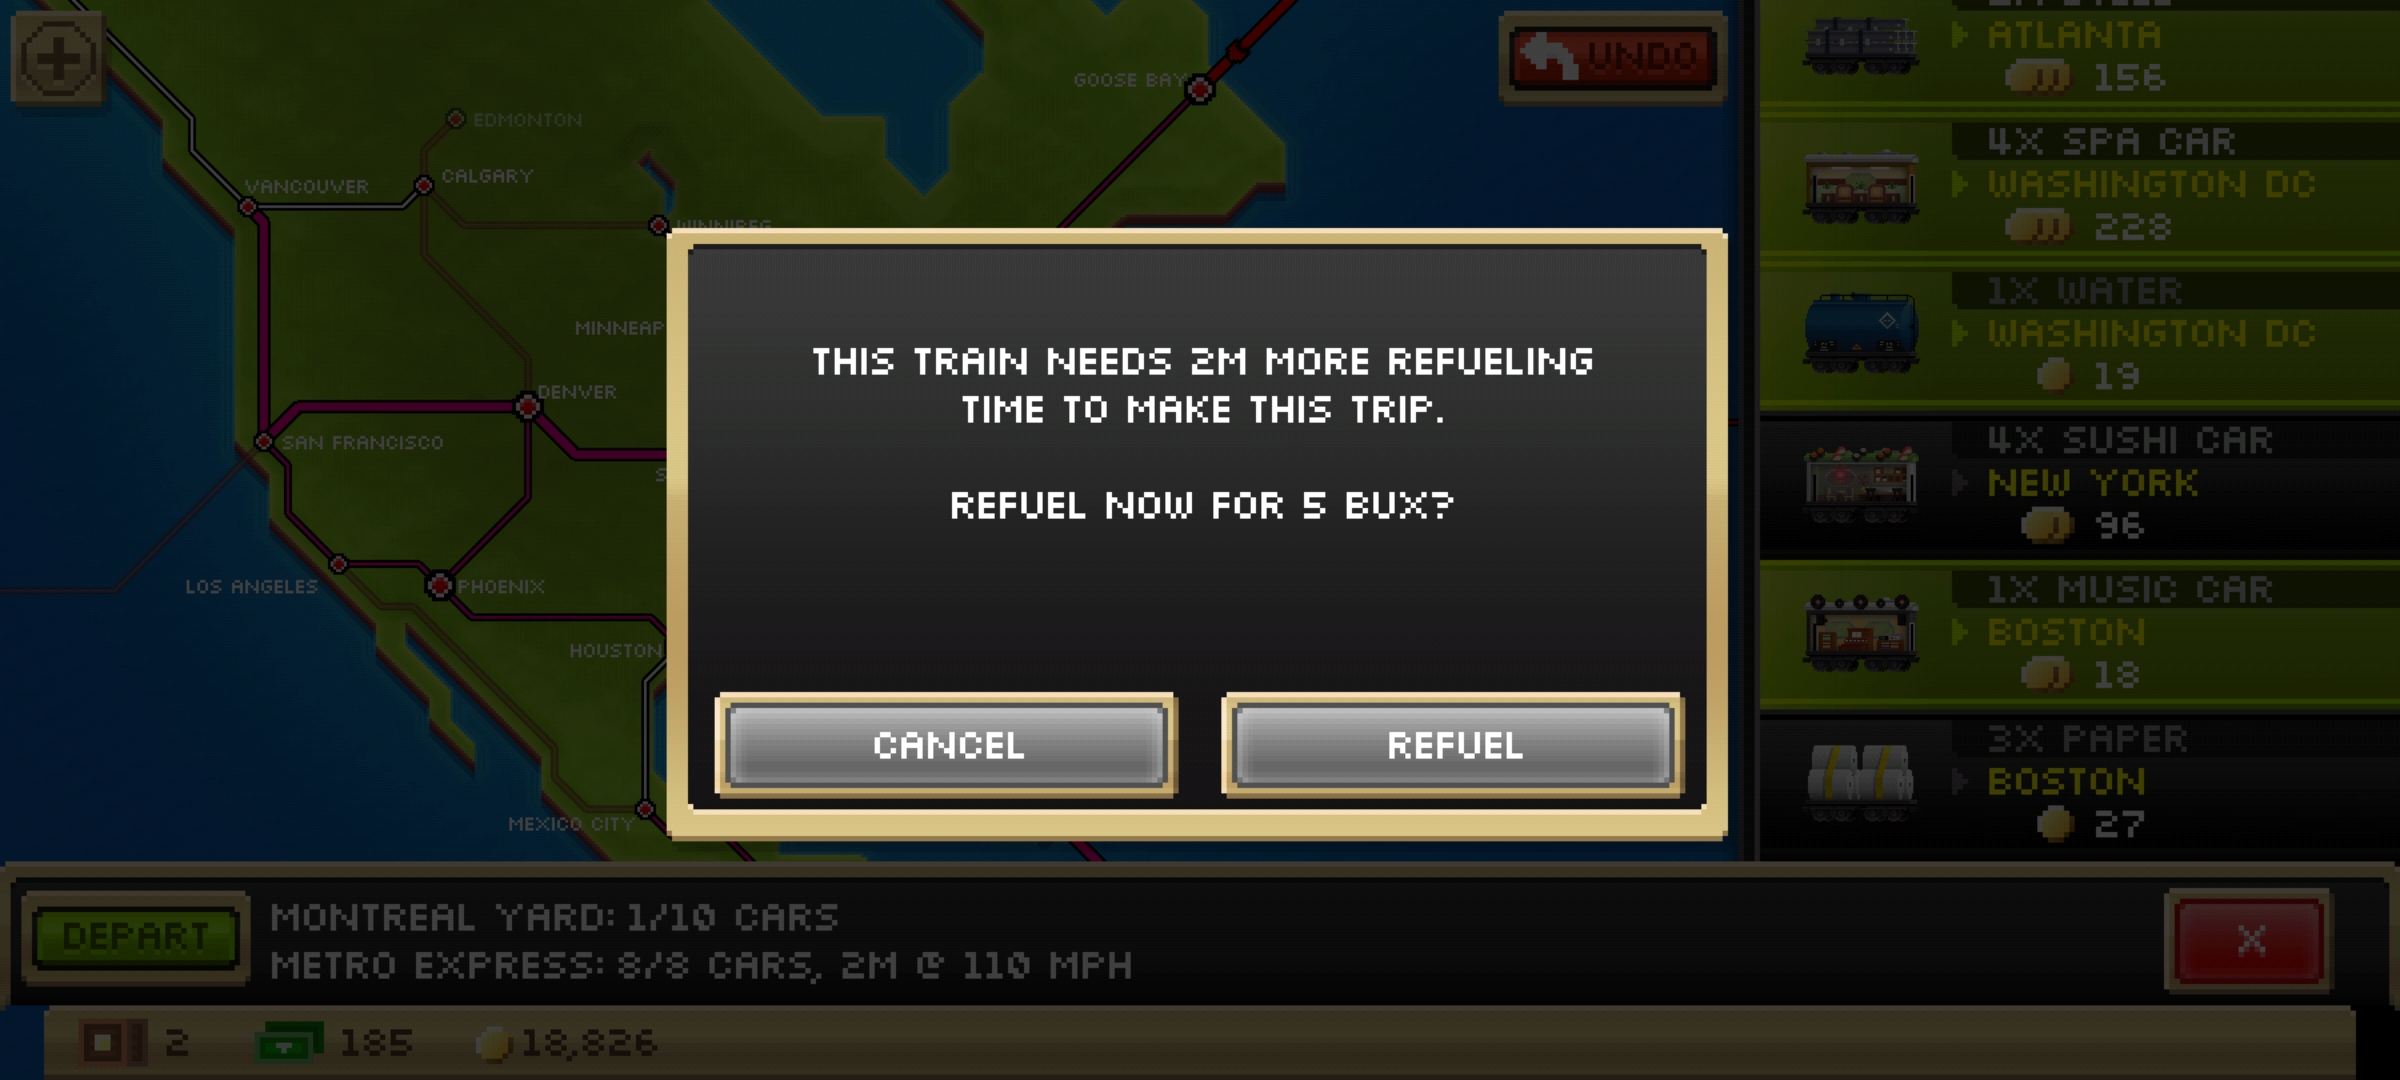 UNDO
GOOSE BAY
EDMONTON
CALGARY
VANCOUVER
WINNIPEG
MINNEAP
DENVER
SAN FRANCISCO
S
LOS ANGELES
PHOENIX
HOUSTON
MEXICO CITY
THIS TRAIN NEEDS 2M MORE REFUELING
TIME TO MAKE THIS TRIP.
REFUEL NOW FOR 5 BUX?
CANCEL
REFUEL
ATLANTA
156
4X SPA CAR
WASHINGTON DC
228
1X WATER
WASHINGTON DC
19
4X SUSHI CAR
NEW YORK
96
1X MUSIC CAR
BOSTON
18
3X PAPER
BOSTON
27
DEPART
MONTREAL YARD: 1/10 CARS
METRO EXPRESS: 8/8 CARS, 2M @ 110 MPH
X
2
185
18,826